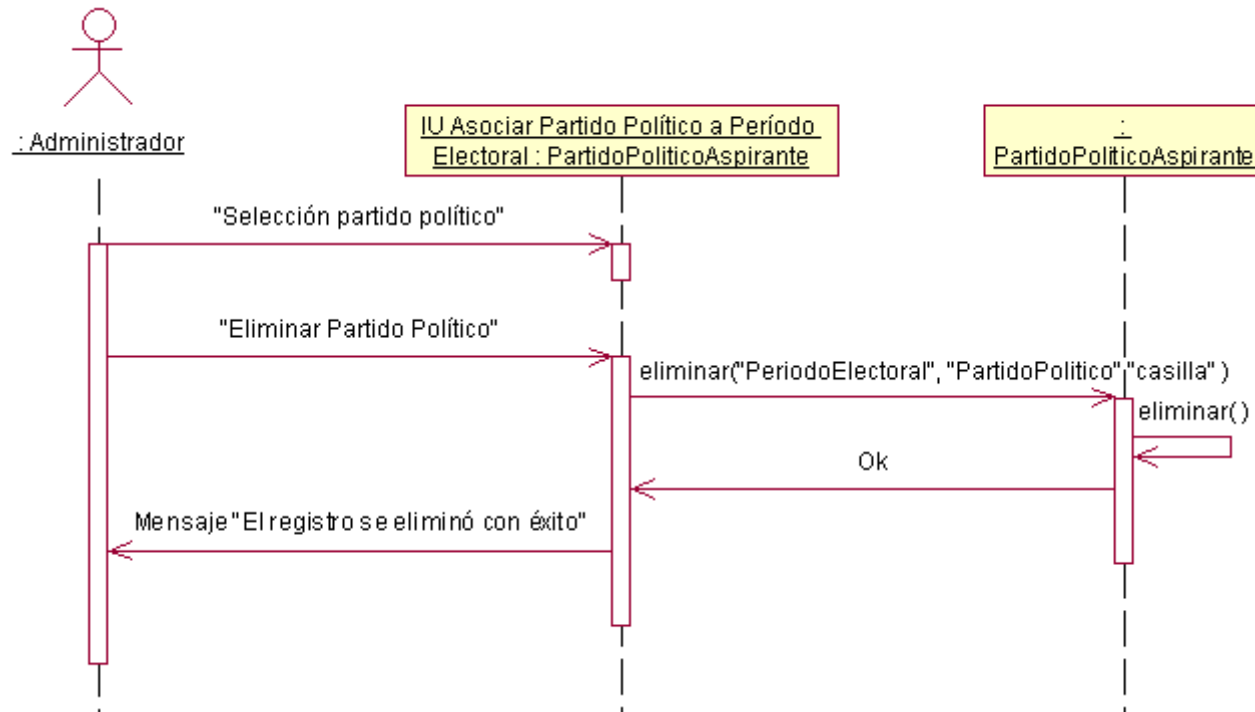 : Administrador
IU Asociar Partido Político a Período
Electoral : PartidoPoliticoAspirante
:
PartidoPoliticoAspirante
"Selección partido político"
"Eliminar Partido Político"
eliminar("PeriodoElectoral", "PartidoPolitico","casilla" )
eliminar( )
Ok
Mensaje "El registro se eliminó con éxito"